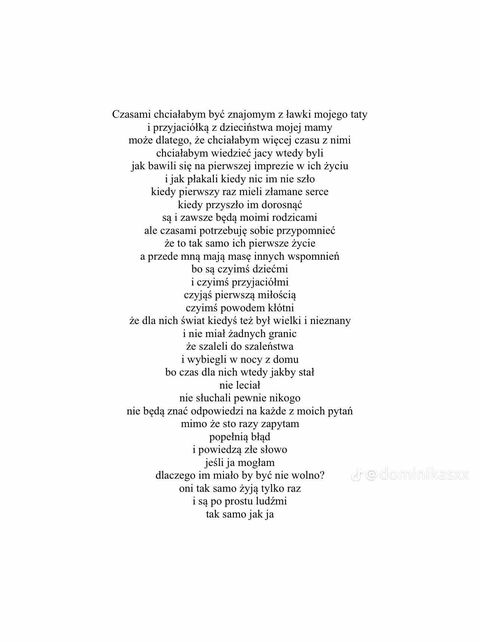 Czasami chciałabym być znajomym z ławki mojego taty
i przyjaciółką z dzieciństwa mojej mamy
może dlatego, że chciałabym więcej czasu z nimi
chciałabym wiedzieć jacy wtedy byli
jak bawili się na pierwszej imprezie w ich życiu
i jak płakali kiedy nic im nie szło
kiedy pierwszy raz mieli złamane serce
kiedy przyszło im dorosnąć
są i zawsze będą moimi rodzicami
ale czasami potrzebuję sobie przypomnieć
że to tak samo ich pierwsze życie
a przede mną mają masę innych wspomnień
bo są czyimś dziećmi
i czyimś przyjaciółmi
czyjąś pierwszą miłością
czyimś powodem kłótni
że dla nich świat kiedyś też był wielki i nieznany
i nie miał żadnych granic
że szaleli do szaleństwa
i wybiegli w nocy z domu
bo czas dla nich wtedy jakby stał
nie leciał
nie słuchali pewnie nikogo
nie będą znać odpowiedzi na każde z moich pytań
mimo że sto razy zapytam
popełnią błąd
i powiedzą złe słowo
jeśli ja mogłam
dlaczego im miało by być nie wolno?
oni tak samo żyją tylko raz
i są po prostu ludźmi
tak samo jak ja
@dominikasxx